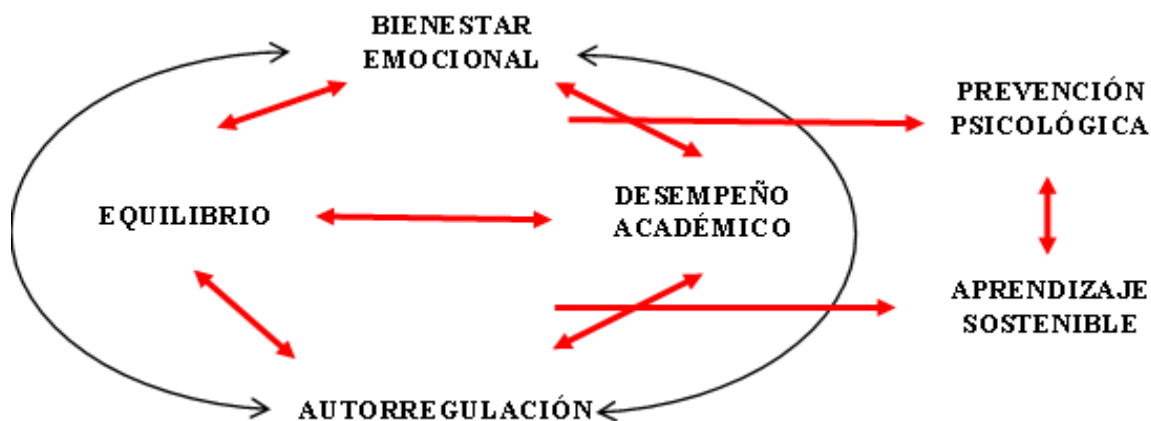 BIENESTAR
EMOCIONAL
PREVENCIÓN
PSICOLÓGICA
EQUILIBRIO
DESEMPEÑO
ACADÉMICO
APRENDIZAJE
SOSTENIBLE
AUTORREGULACIÓN